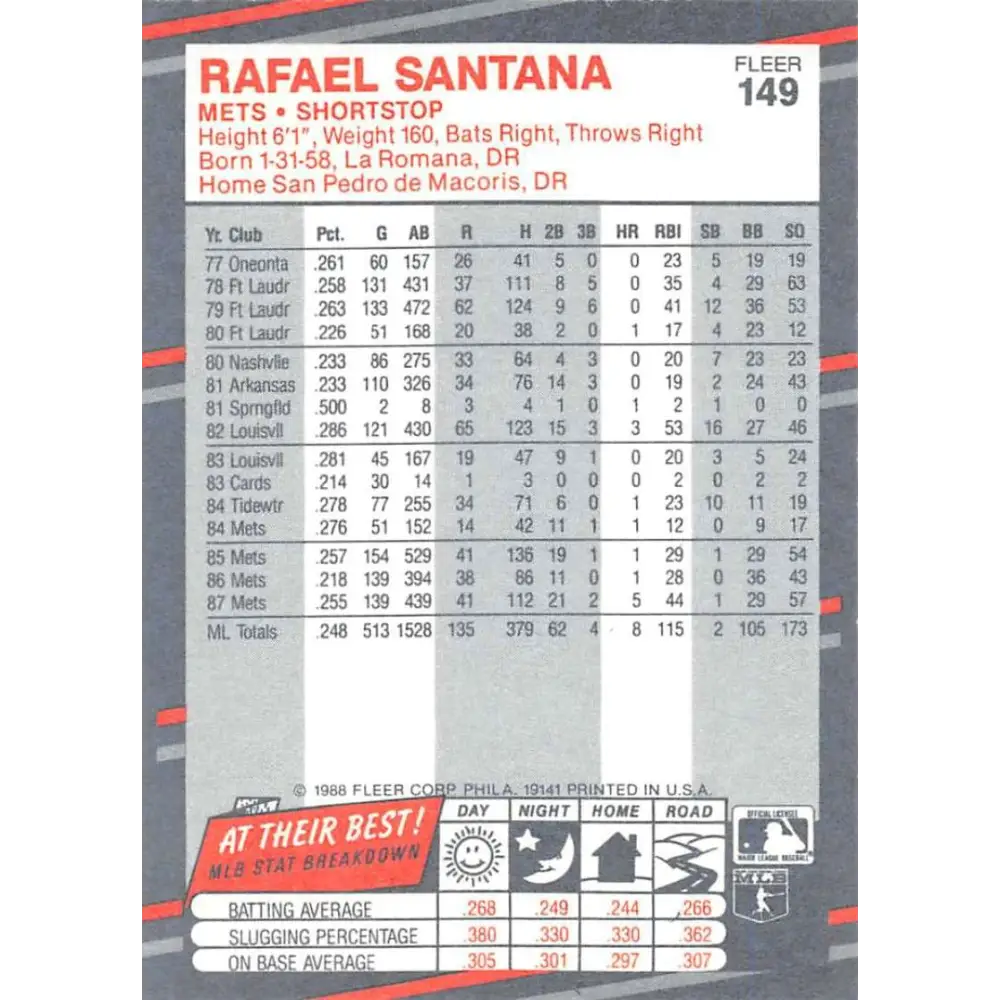 RAFAEL SANTANA
FLEER
149
METS • SHORTSTOP
Height 6'1", Weight 160, Bats Right, Throws Right
Born 1-31-58, La Romana, DR
Home San Pedro de Macoris, DR
Yr. Club Pct. G AB R H 2B 3B HR RBI SB BB SO
77 Oneonta .261 60 157 26 41 5 0 0 23 5 19 19
78 Ft Laudr .258 131 431 37 111 8 5 0 35 4 29 63
79 Ft Laudr .263 133 472 62 124 9 6 0 41 12 36 53
80 Ft Laudr .226 51 168 20 38 2 0 1 17 4 23 12
80 Nashvlle .233 86 275 33 64 4 3 0 20 7 23 23
81 Arkansas .233 110 326 34 76 14 3 0 19 2 24 43
81 Sprngfld .500 2 8 3 4 1 0 1 2 1 0 0
82 Louisvll .286 121 430 65 123 15 3 3 53 16 27 46
83 Louisvll .281 45 167 19 47 9 1 0 20 3 5 24
83 Cards .214 30 14 1 3 0 0 0 2 0 2 2
84 Tidewtr .278 77 255 34 71 6 0 1 23 10 11 19
84 Mets .276 51 152 14 42 11 1 1 12 0 9 17
85 Mets .257 154 529 41 136 19 1 1 29 1 29 54
86 Mets .218 139 394 38 86 11 0 1 28 0 36 43
87 Mets .255 139 439 41 112 21 2 5 44 1 29 57
ML Totals .248 513 1528 135 379 62 4 8 115 2 105 173
© 1988 FLEER CORP. PHILA. 19141 PRINTED IN U.S.A.
AT THEIR BEST!
MLB STAT BREAKDOWN
DAY NIGHT HOME ROAD
OFFICIAL LICENSEE
MAJOR LEAGUE BASEBALL
MLB
BATTING AVERAGE .268 .249 .244 .266
SLUGGING PERCENTAGE .380 .330 .330 .362
ON BASE AVERAGE .305 .301 .297 .307